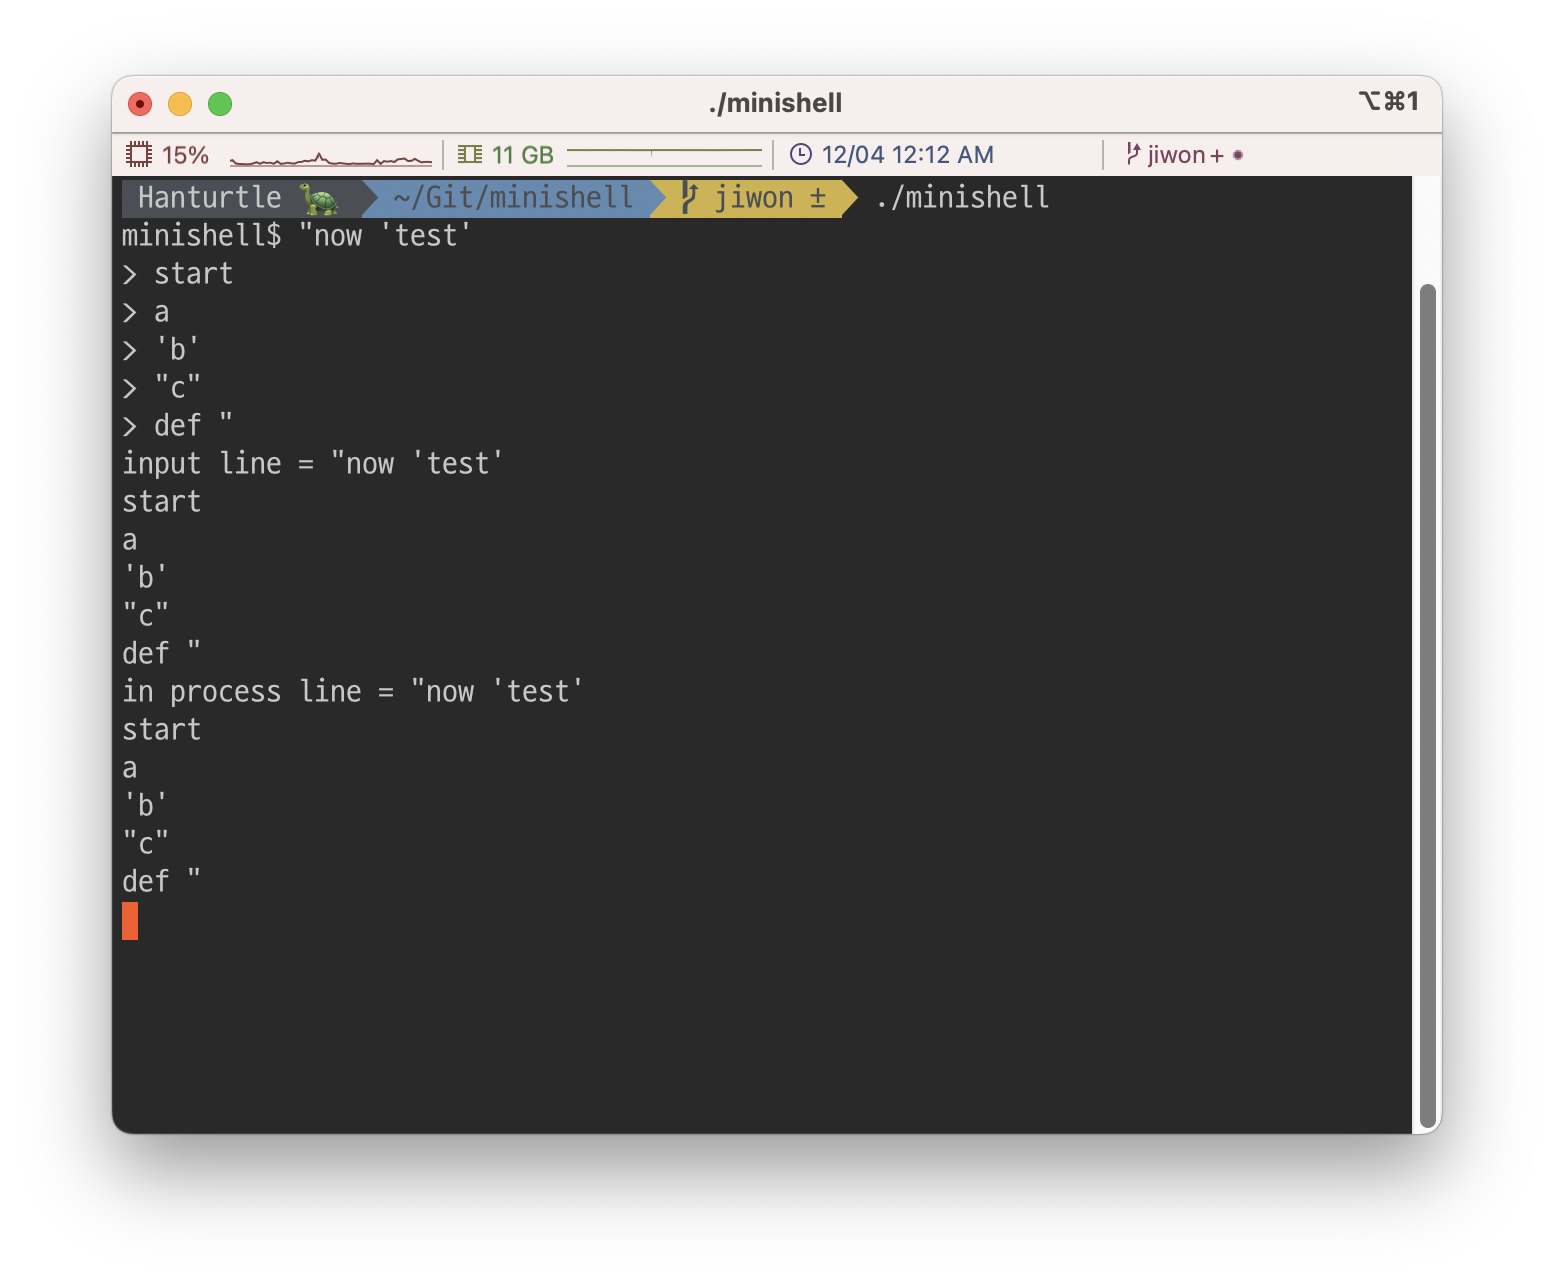 ./minishell
⌥⌘1
15%
11 GB
12/04 12:12 AM
jiwon+
Hanturtle 🐢 ~/Git/minishell jiwon ± ./minishell
minishell$ "now 'test'
> start
> a
> 'b'
> "c"
> def "
input line = "now 'test'
start
a
'b'
"c"
def "
in process line = "now 'test'
start
a
'b'
"c"
def "